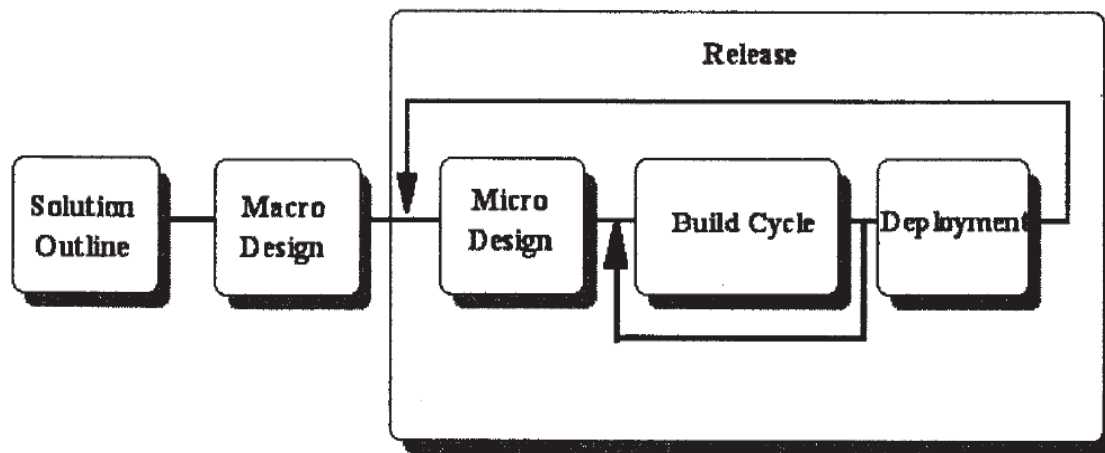 Release
Solution
Outline
Macro
Design
Micro
Design
Build Cycle
Deployment